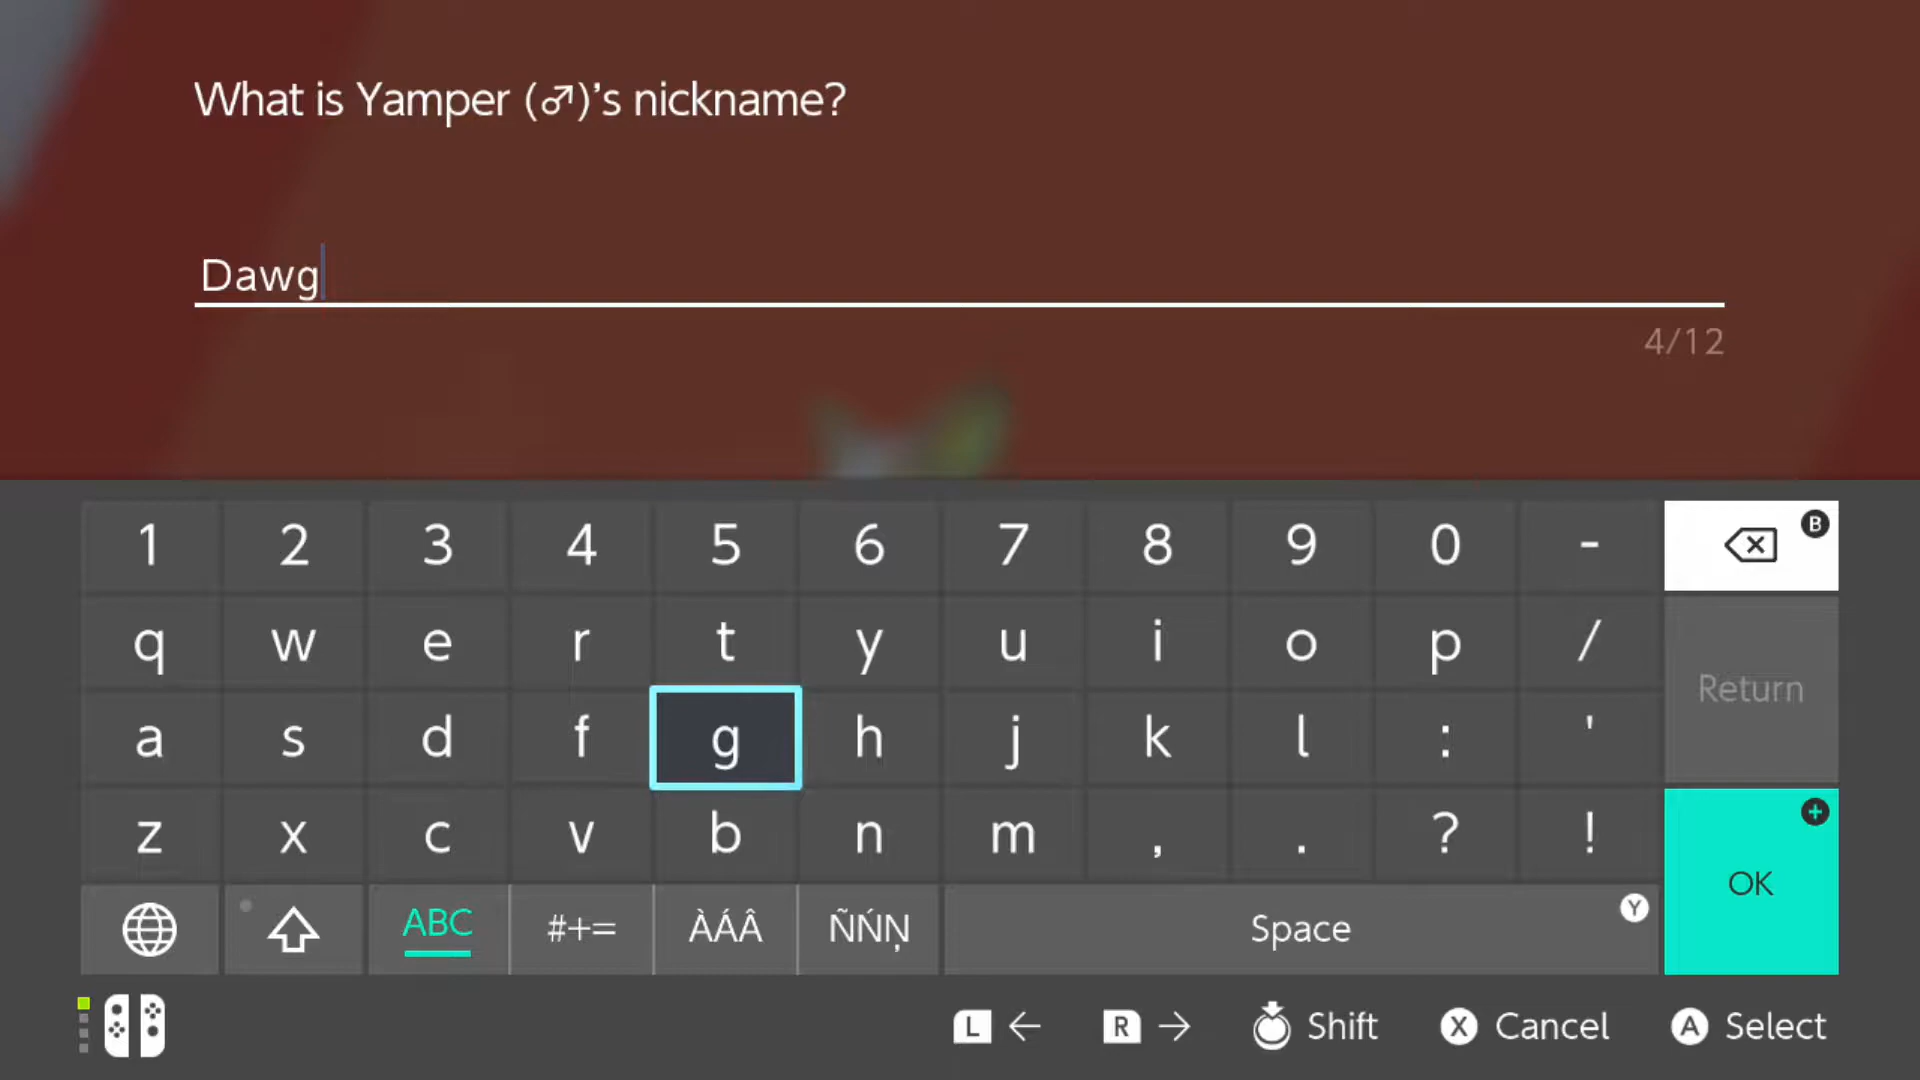 What is Yamper (♂)'s nickname?
Dawg
4/12
1 2 3 4 5 6 7 8 9 0 - B
q w e r t y u i o p /
Return
a s d f g h j k l : '
z x c v b n m , . ? ! +
OK
ABC #+= ÀÁÂ ÑŃŅ Space Y
L ← R → Shift X Cancel A Select